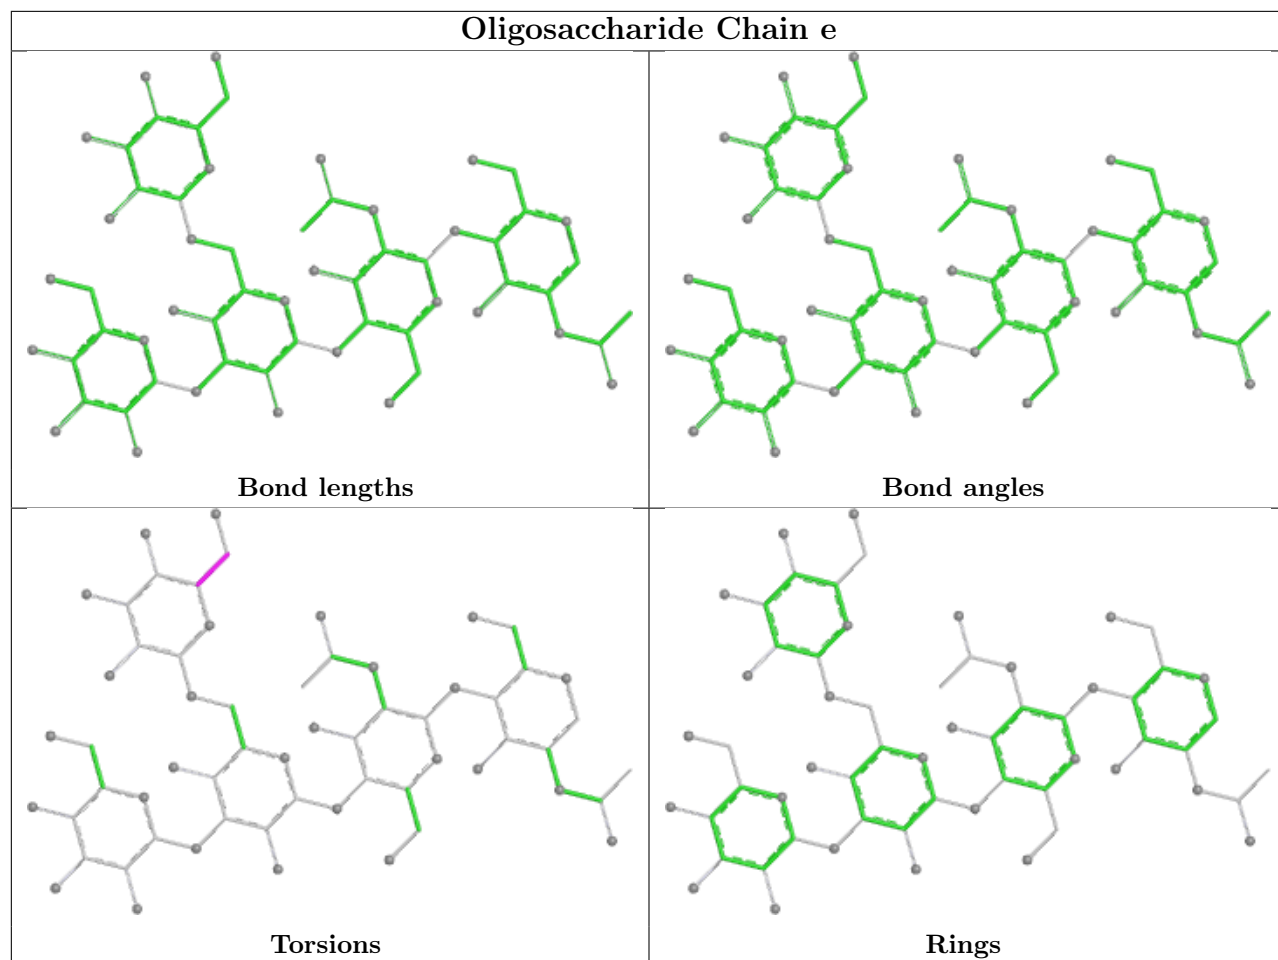 Oligosaccharide Chain e
Bond lengths
Bond angles
Torsions
Rings